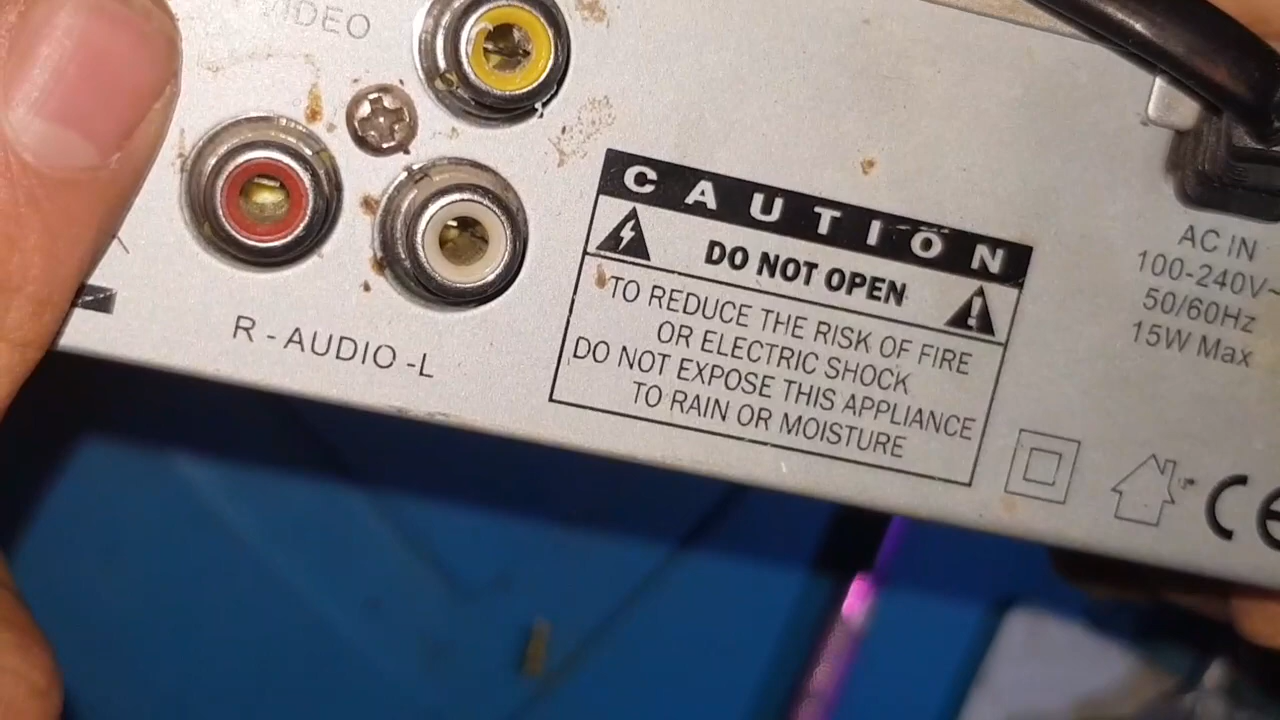 VIDEO
R - AUDIO -L
CAUTION
DO NOT OPEN
TO REDUCE THE RISK OF FIRE
OR ELECTRIC SHOCK
DO NOT EXPOSE THIS APPLIANCE
TO RAIN OR MOISTURE
AC IN
100-240V~
50/60Hz
15W Max
CE